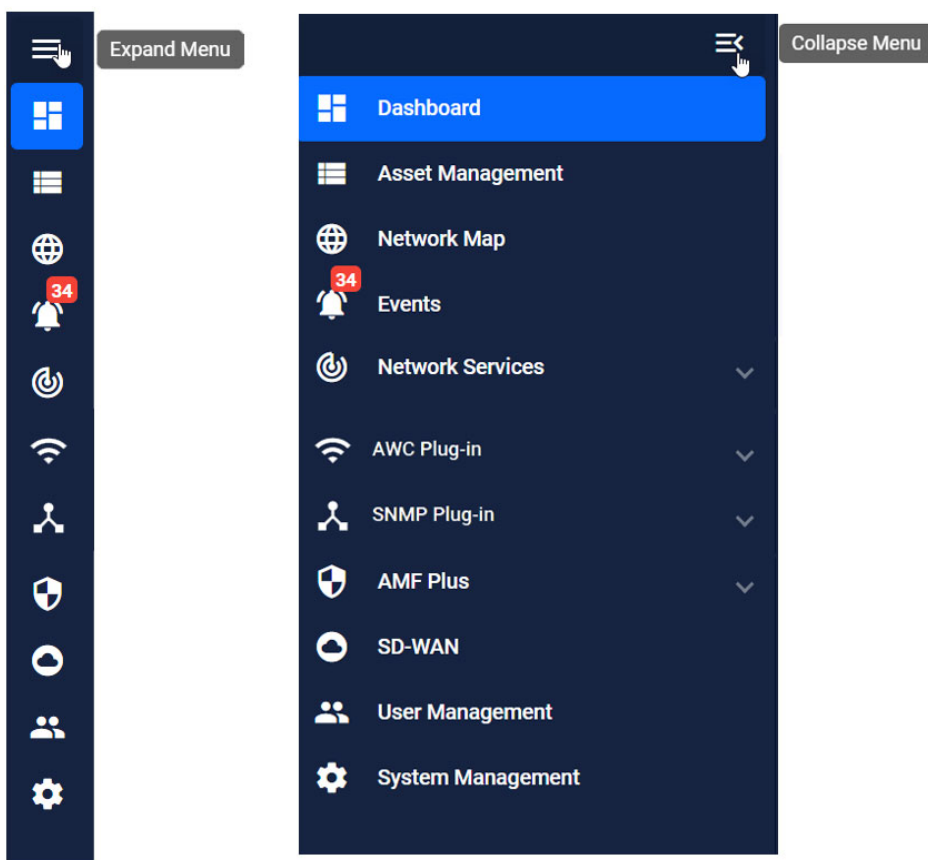 Expand Menu
34
Collapse Menu
Dashboard
Asset Management
Network Map
34
Events
Network Services
AWC Plug-in
SNMP Plug-in
AMF Plus
SD-WAN
User Management
System Management